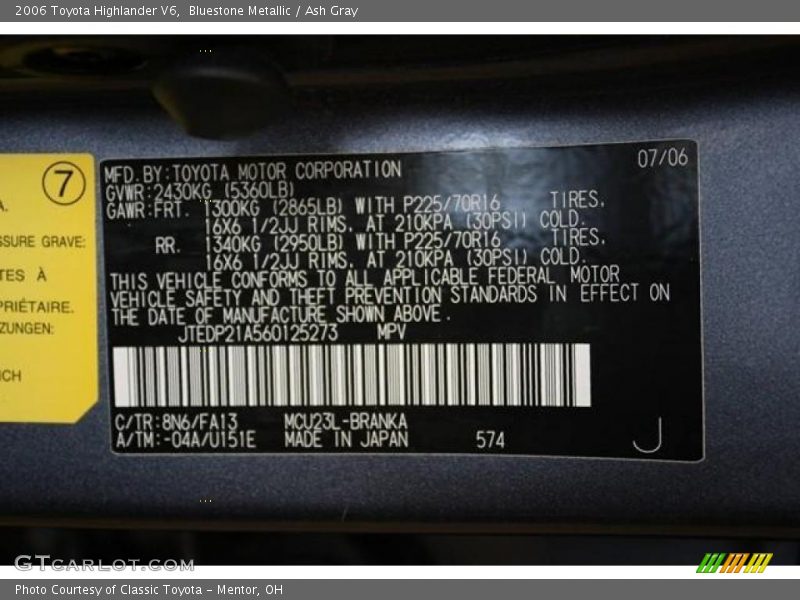 2006 Toyota Highlander V6,  Bluestone Metallic / Ash Gray
7
A.
SSURE GRAVE:
TES À
PRIÉTAIRE.
ZUNGEN:
ICH
07/06
MFD. BY:TOYOTA MOTOR CORPORATION
GVWR:2430KG (5360LB)
GAWR:FRT. 1300KG (2865LB) WITH P225/70R16 TIRES,
16X6 1/2JJ RIMS, AT 210KPA (30PSI) COLD.
RR. 1340KG (2950LB) WITH P225/70R16 TIRES,
16X6 1/2JJ RIMS, AT 210KPA (30PSI) COLD.
THIS VEHICLE CONFORMS TO ALL APPLICABLE FEDERAL MOTOR
VEHICLE SAFETY AND THEFT PREVENTION STANDARDS IN EFFECT ON
THE DATE OF MANUFACTURE SHOWN ABOVE.
JTEDP21A560125273 MPV
C/TR:8N6/FA13 MCU23L-BRANKA
A/TM:-04A/U151E MADE IN JAPAN 574 J
GTCARLOT.COM
Photo Courtesy of Classic Toyota - Mentor, OH